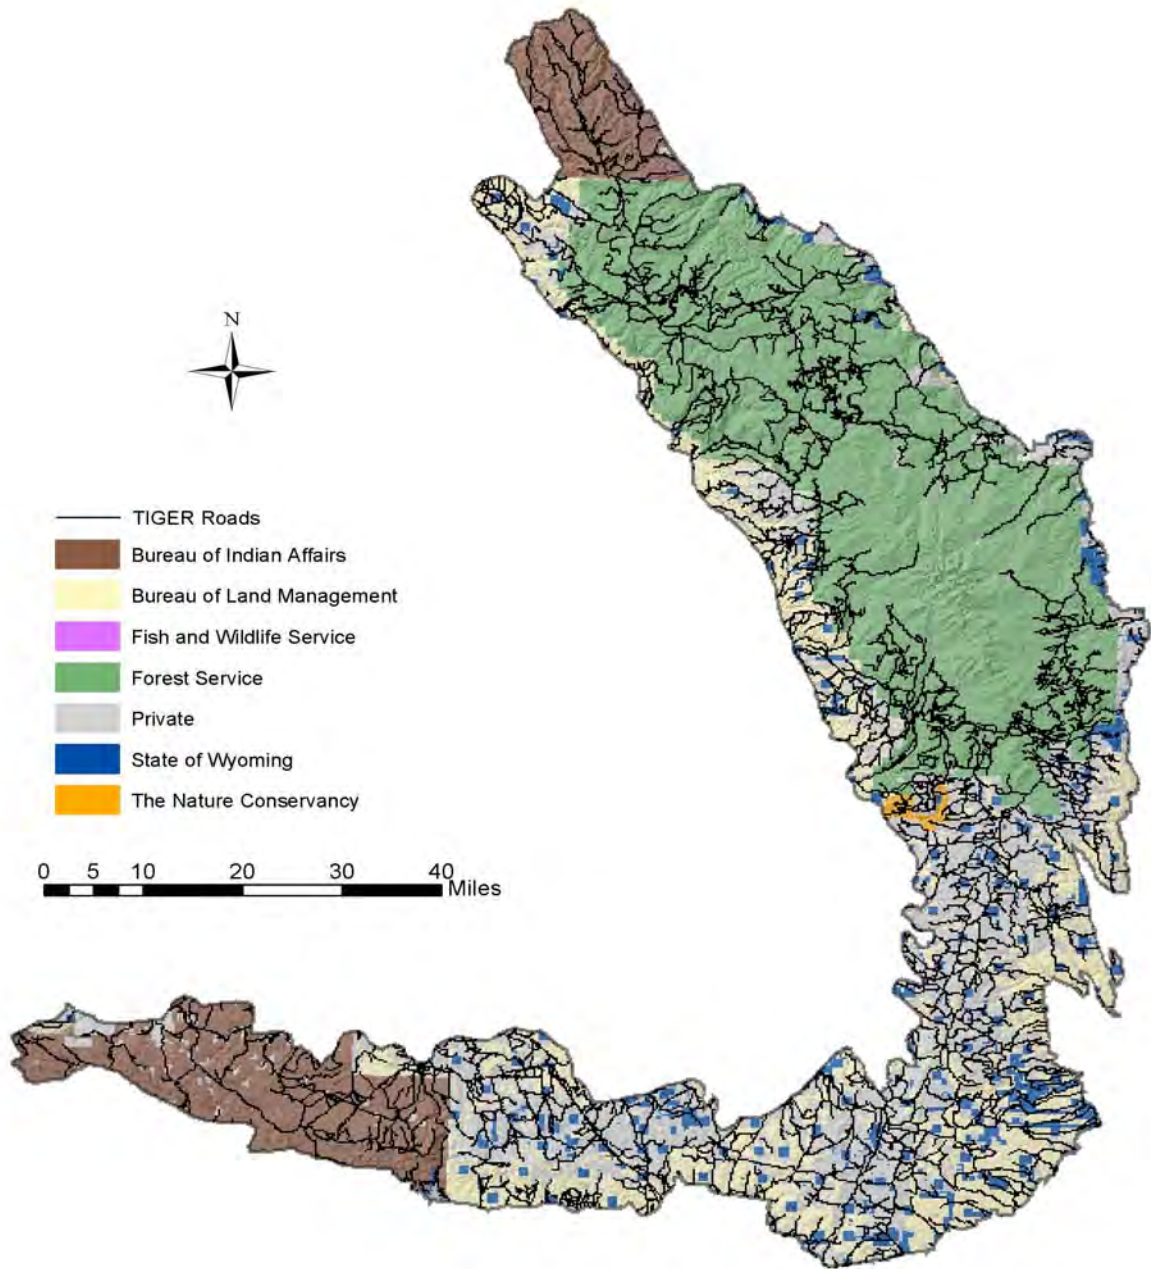 N
TIGER Roads
Bureau of Indian Affairs
Bureau of Land Management
Fish and Wildlife Service
Forest Service
Private
State of Wyoming
The Nature Conservancy
0 5 10 20 30 40
Miles